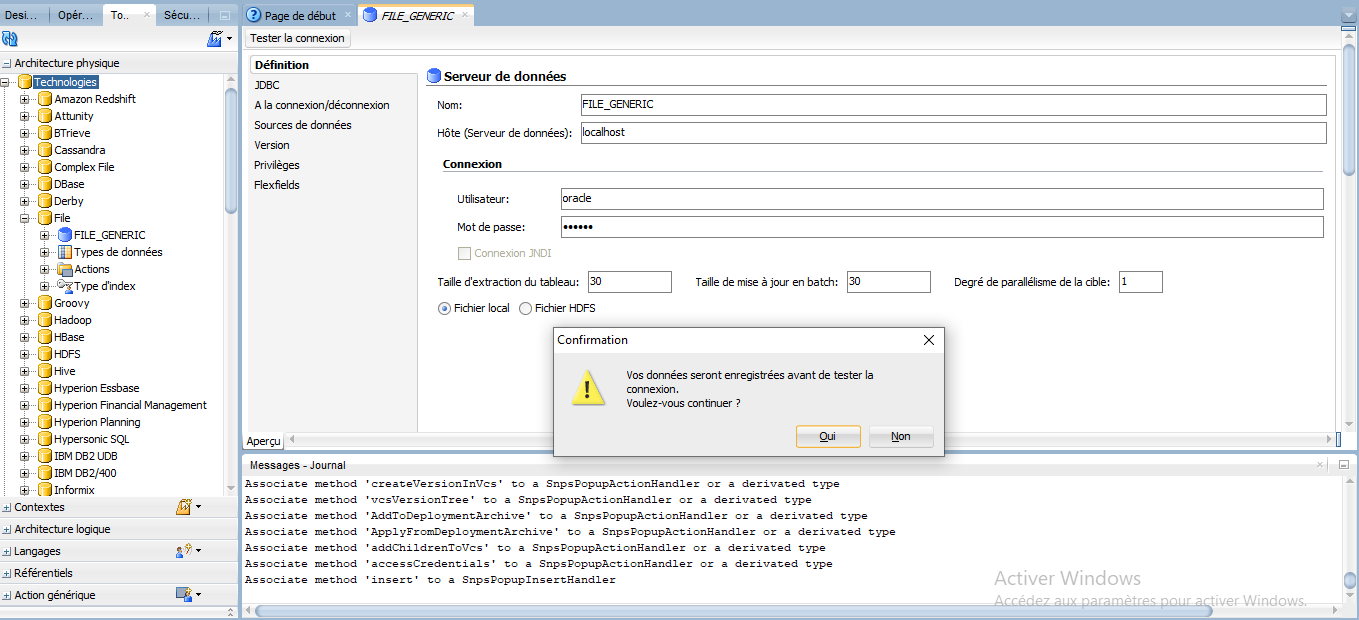 Desi...
Opér...
To..
Sécu...
Page de début
FILE_GENERIC
Tester la connexion
Architecture physique
Technologies
Amazon Redshift
Attunity
BTrieve
Cassandra
Complex File
DBase
Derby
File
FILE_GENERIC
Types de données
Actions
Type d'index
Groovy
Hadoop
HBase
HDFS
Hive
Hyperion Essbase
Hyperion Financial Management
Hyperion Planning
Hypersonic SQL
IBM DB2 UDB
IBM DB2/400
Informix
Contextes
Architecture logique
Langages
Référentiels
Action générique
Définition
JDBC
A la connexion/déconnexion
Sources de données
Version
Privilèges
Flexfields
Serveur de données
Nom: FILE_GENERIC
Hôte (Serveur de données): localhost
Connexion
Utilisateur: oracle
Mot de passe: ••••••
Connexion JNDI
Taille d'extraction du tableau: 30 Taille de mise à jour en batch: 30 Degré de parallélisme de la cible: 1
Fichier local Fichier HDFS
Confirmation
Vos données seront enregistrées avant de tester la
connexion.
Voulez-vous continuer ?
Oui Non
Aperçu
Messages - Journal
Associate method 'createVersionInVcs' to a SnpsPopupActionHandler or a derived type
Associate method 'vcsVersionTree' to a SnpsPopupActionHandler or a derivated type
Associate method 'AddToDeploymentArchive' to a SnpsPopupActionHandler or a derivated type
Associate method 'ApplyFromDeploymentArchive' to a SnpsPopupActionHandler or a derivated type
Associate method 'addChildrenToVcs' to a SnpsPopupActionHandler or a derivated type
Associate method 'accessCredentials' to a SnpsPopupActionHandler or a derivated type
Associate method 'insert' to a SnpsPopupInsertHandler
Activer Windows
Accédez aux paramètres pour activer Windows.